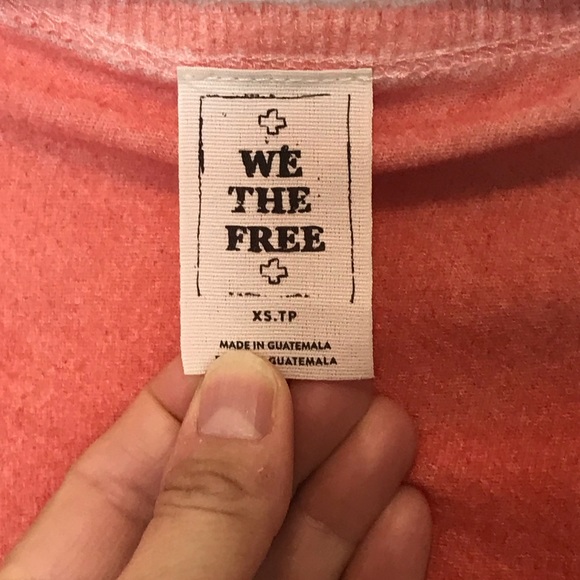 WE
THE
FREE
XS.TP
MADE IN GUATEMALA
GUATEMALA